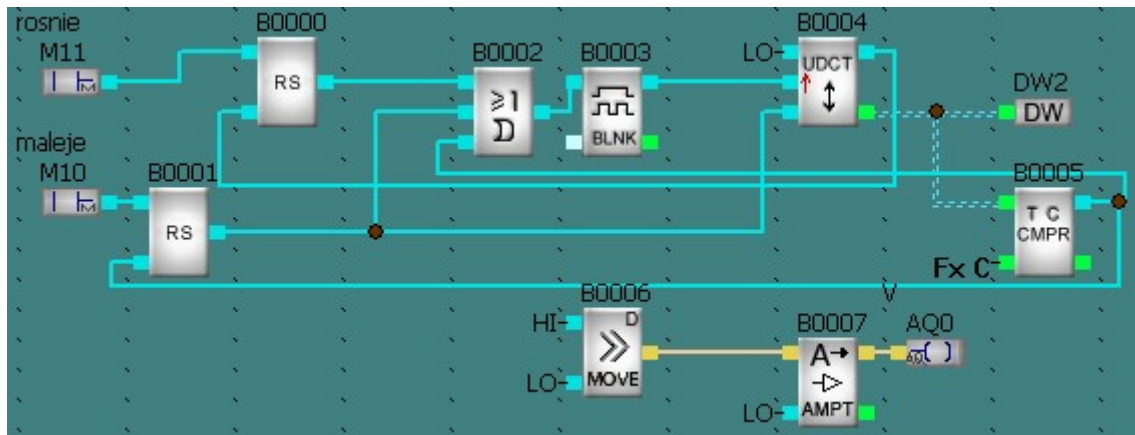 rosnie
M11
B0000
RS
B0002
≥1
B0003
BLNK
B0004
LO
UDCT
DW2
DW
maleje
M10
B0001
RS
B0005
T C
CMPR
Fx C
B0006
HI
D
LO
MOVE
V
B0007
A
LO
AMPT
AQ0